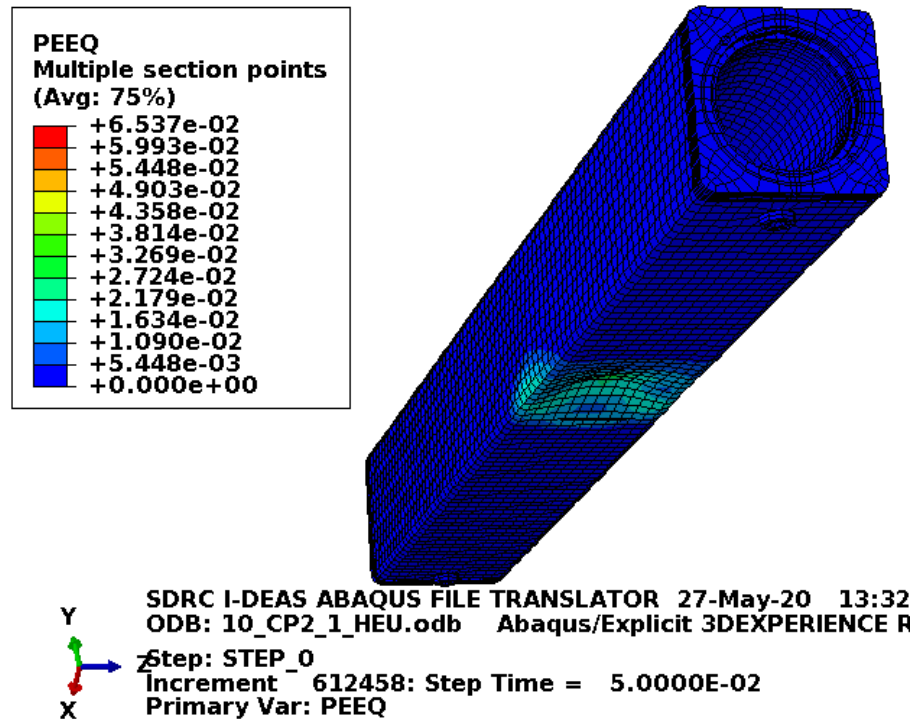 PEEQ
Multiple section points
(Avg: 75%)
+6.537e-02
+5.993e-02
+5.448e-02
+4.903e-02
+4.358e-02
+3.814e-02
+3.269e-02
+2.724e-02
+2.179e-02
+1.634e-02
+1.090e-02
+5.448e-03
+0.000e+00
SDRC I-DEAS ABAQUS FILE TRANSLATOR 27-May-20 13:32
ODB: 10_CP2_1_HEU.odb Abaqus/Explicit 3DEXPERIENCE R
Y
Z
X
Step: STEP_0
Increment 612458: Step Time = 5.0000E-02
Primary Var: PEEQ